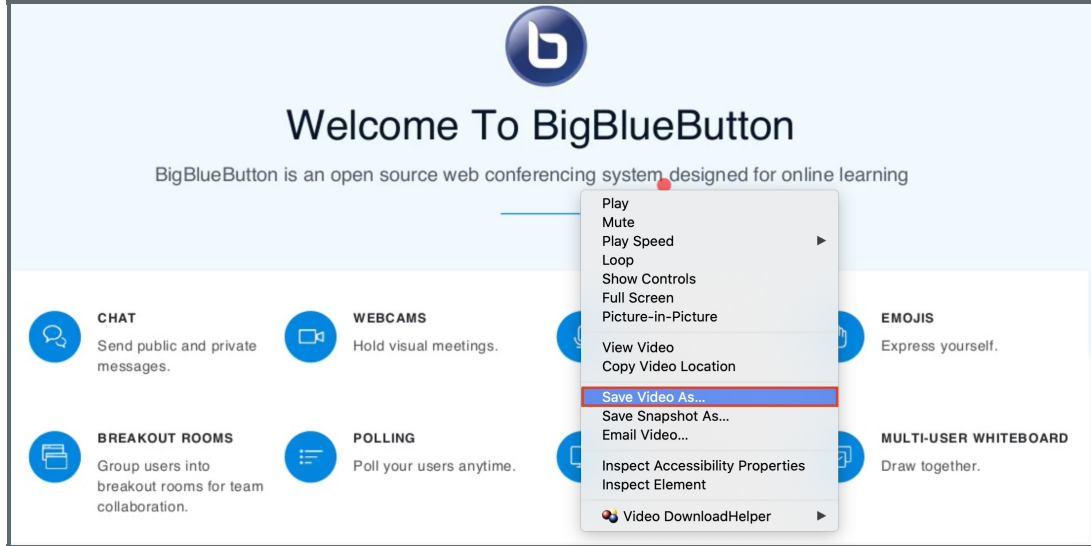 Welcome To BigBlueButton
BigBlueButton is an open source web conferencing system designed for online learning
Play
Mute
Play Speed
Loop
Show Controls
Full Screen
Picture-in-Picture
View Video
Copy Video Location
Save Video As...
Save Snapshot As...
Email Video...
Inspect Accessibility Properties
Inspect Element
Video DownloadHelper
CHAT
Send public and private
messages.
WEBCAMS
Hold visual meetings.
EMOJIS
Express yourself.
BREAKOUT ROOMS
Group users into
breakout rooms for team
collaboration.
POLLING
Poll your users anytime.
MULTI-USER WHITEBOARD
Draw together.